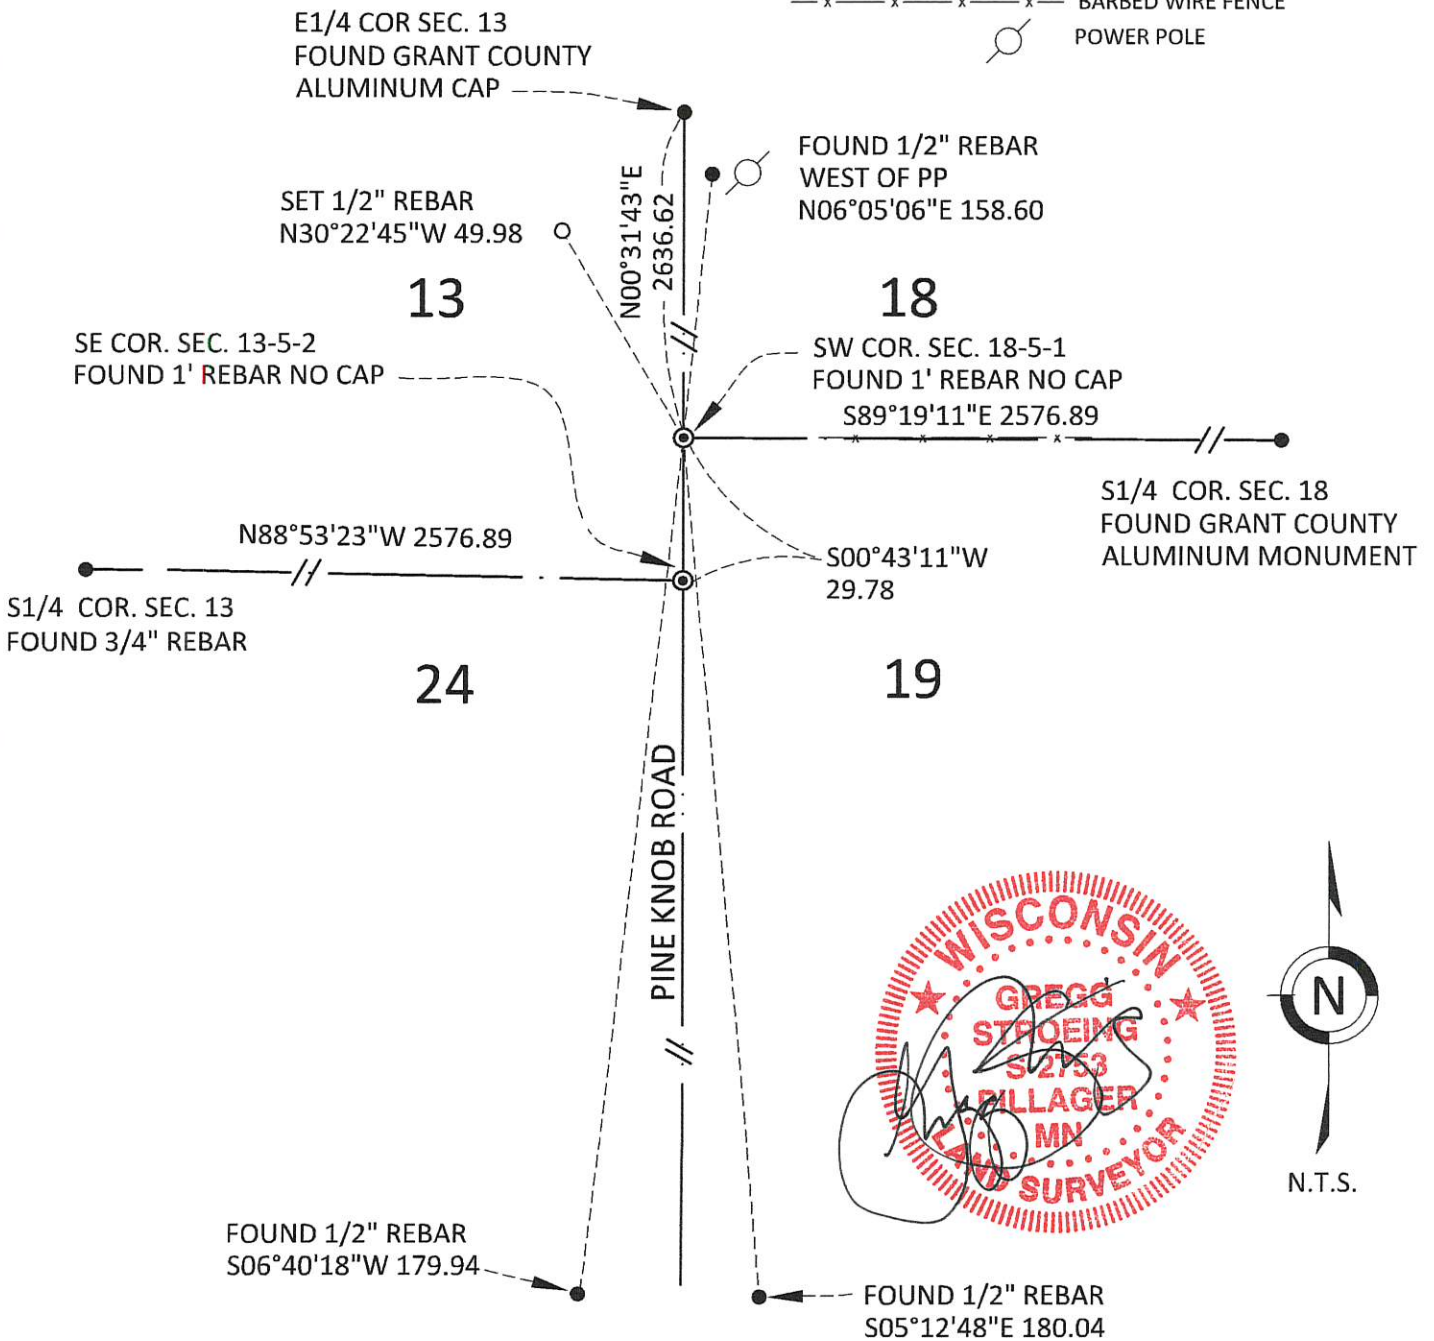 BARBED WIRE FENCE
POWER POLE
E1/4 COR SEC. 13
FOUND GRANT COUNTY
ALUMINUM CAP
FOUND 1/2" REBAR
WEST OF PP
N06°05'06"E 158.60
SET 1/2" REBAR
N30°22'45"W 49.98
N00°31'43"E
2636.62
13
18
SE COR. SEC. 13-5-2
FOUND 1' REBAR NO CAP
SW COR. SEC. 18-5-1
FOUND 1' REBAR NO CAP
S89°19'11"E 2576.89
S1/4 COR. SEC. 18
FOUND GRANT COUNTY
ALUMINUM MONUMENT
N88°53'23"W 2576.89
S00°43'11"W
29.78
S1/4 COR. SEC. 13
FOUND 3/4" REBAR
24
19
PINE KNOB ROAD
WISCONSIN
GREGG
STROEING
S-2753
PILLAGER
MN
LAND SURVEYOR
N
N.T.S.
FOUND 1/2" REBAR
S06°40'18"W 179.94
FOUND 1/2" REBAR
S05°12'48"E 180.04